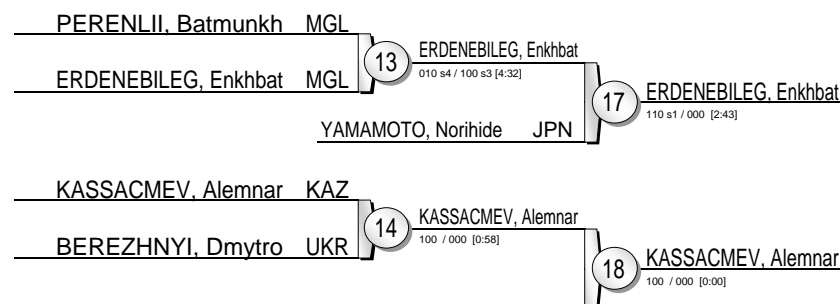 PERENLII, Batmunkh MGL
13
ERDENEBILEG, Enkhbat
010 s4 / 100 s3 [4:32]
ERDENEBILEG, Enkhbat MGL
17
ERDENEBILEG, Enkhbat
110 s1 / 000 [2:43]
YAMAMOTO, Norihide JPN
KASSACMEV, Alemnar KAZ
14
KASSACMEV, Alemnar
100 / 000 [0:58]
BEREZHNYI, Dmytro UKR
18
KASSACMEV, Alemnar
100 / 000 [0:00]